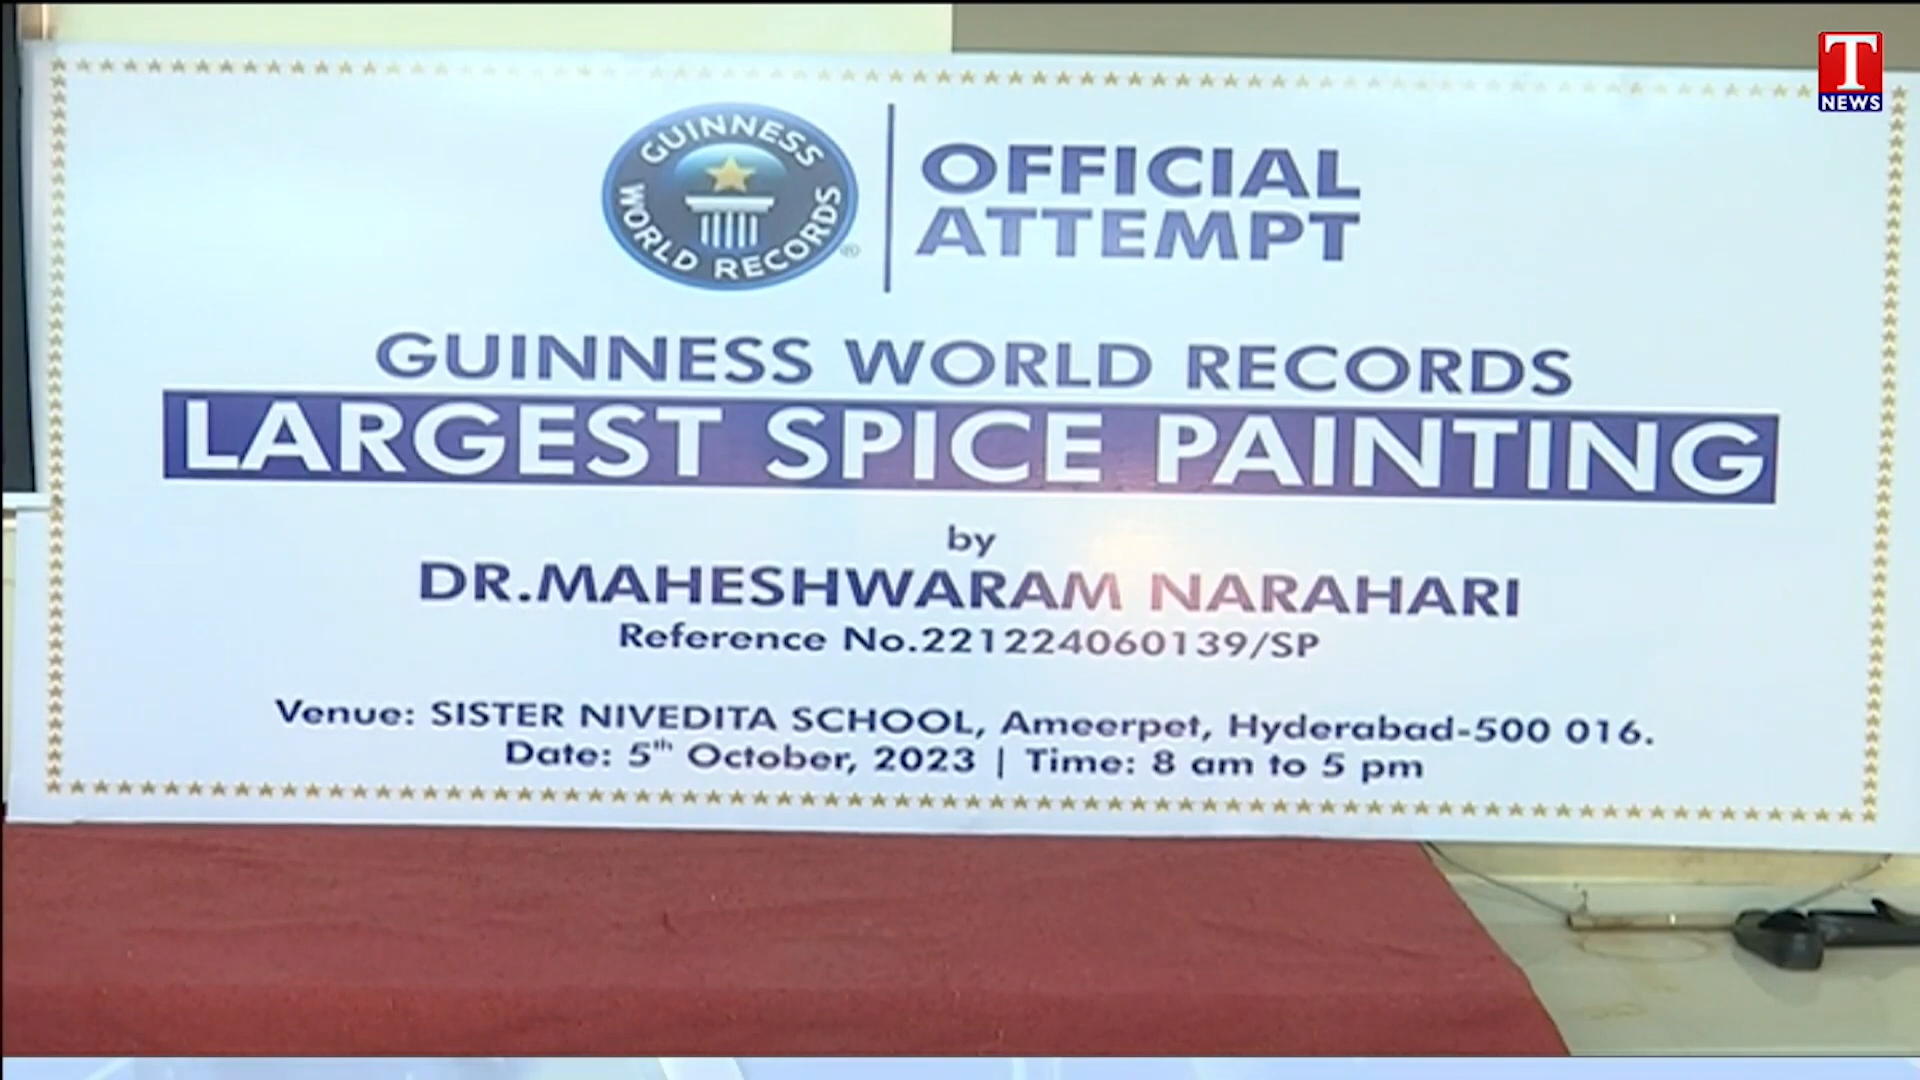 T
NEWS
GUINNESS
WORLD RECORDS
®
OFFICIAL
ATTEMPT
GUINNESS WORLD RECORDS
LARGEST SPICE PAINTING
by
DR.MAHESHWARAM NARAHARI
Reference No.221224060139/SP
Venue: SISTER NIVEDITA SCHOOL, Ameerpet, Hyderabad-500 016.
Date: 5th October, 2023 | Time: 8 am to 5 pm